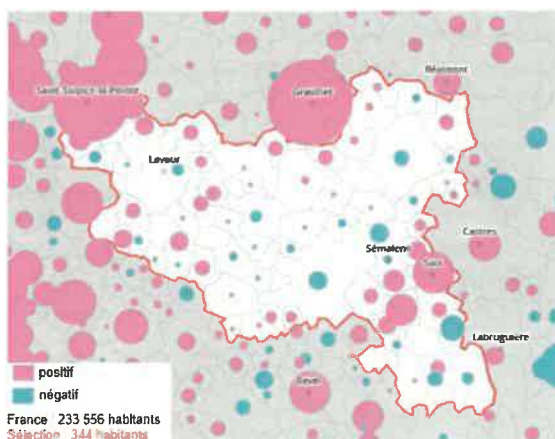 Réalmont
Saint-Sulpice-la-Pointe
Graulhet
Lavaur
Sémalens
Castres
Saïx
Labruguière
Revel
positif
négatif
France 233 556 habitants
Sélection 344 habitants